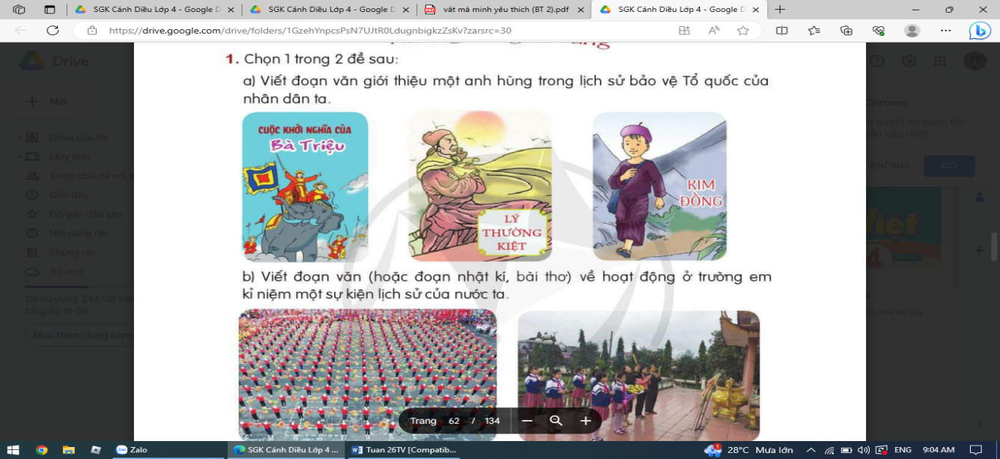 SGK Cánh Diều Lớp 4 - Google D
SGK Cánh Diều Lớp 4 - Google D
vật mà minh yêu thich (BT 2).pdf
SGK Cánh Diều Lớp 4 - Google D
https://drive.google.com/drive/folders/1GzehYnpcsPsN7UJtR0LdugnbigkzZsKv?zarsrc=30
Drive
Mới
Drive của tôi
Máy tính
Được chia sẻ với t
Gần đây
Có gắn dấu sao
Nội dung rác
Thùng rác
Bộ nhớ
Đã sử dụng 7,44 GB tron
tổng số 15 GB
Mua thêm dung lượn
1. Chọn 1 trong 2 đề sau:
a) Viết đoạn văn giới thiệu một anh hùng trong lịch sử bảo vệ Tổ quốc của
nhân dân ta.
CUỘC KHỞI NGHĨA CỦA
Bà Triệu
LÝ
THƯỜNG
KIỆT
KIM
ĐỒNG
b) Viết đoạn văn (hoặc đoạn nhật kí, bài thơ) về hoạt động ở trường em
kỉ niệm một sự kiện lịch sử của nước ta.
Trang 62 / 134
Chrome
h duyệt an toàn, tốc
cập nhật
KHÔNG
CÓ
Việt
4
Zalo
SGK Cánh Diều Lớp 4 ...
Tuan 26TV [Compatib...
1
28°C Mưa lớn
ENG
9:04 AM